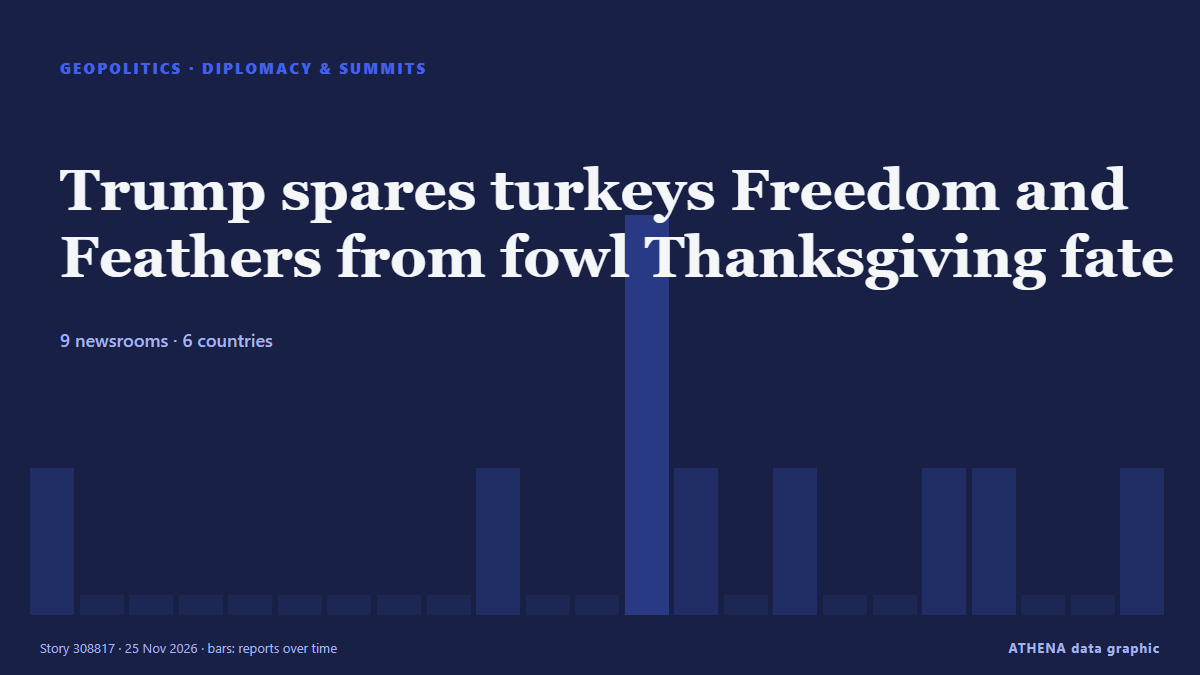 GEOPOLITICS · DIPLOMACY & SUMMITS
Trump spares turkeys Freedom and
Feathers from fowl Thanksgiving fate
9 newsrooms · 6 countries
Story 308817 · 25 Nov 2026 · bars: reports over time
ATHENA data graphic